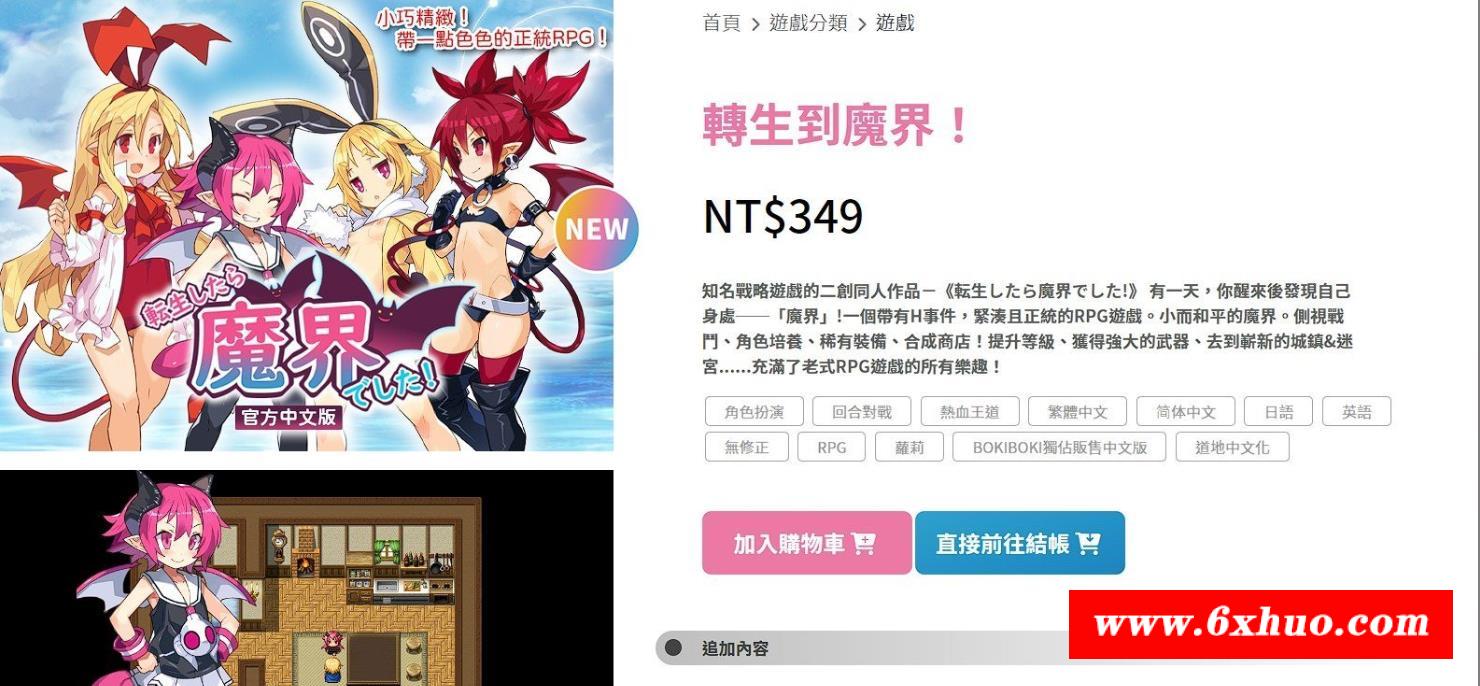 小巧精緻！
帶一點色色的正統RPG！
NEW
転生したら
魔界
でした！
官方中文版
首頁 > 遊戲分類 > 遊戲
轉生到魔界！
NT$349
知名戰略遊戲的二創同人作品－《転生したら魔界でした!》 有一天，你醒來後發現自己
身處──「魔界」!一個帶有H事件，緊湊且正統的RPG遊戲。小而和平的魔界。側視戰
鬥、角色培養、稀有裝備、合成商店！提升等級、獲得強大的武器、去到嶄新的城鎮&迷
宮......充滿了老式RPG遊戲的所有樂趣！
角色扮演 回合對戰 熱血王道 繁體中文 简体中文 日語 英語
無修正 RPG 蘿莉 BOKIBOKI獨佔販售中文版 道地中文化
加入購物車 直接前往結帳
追加內容
www.6xhuo.com